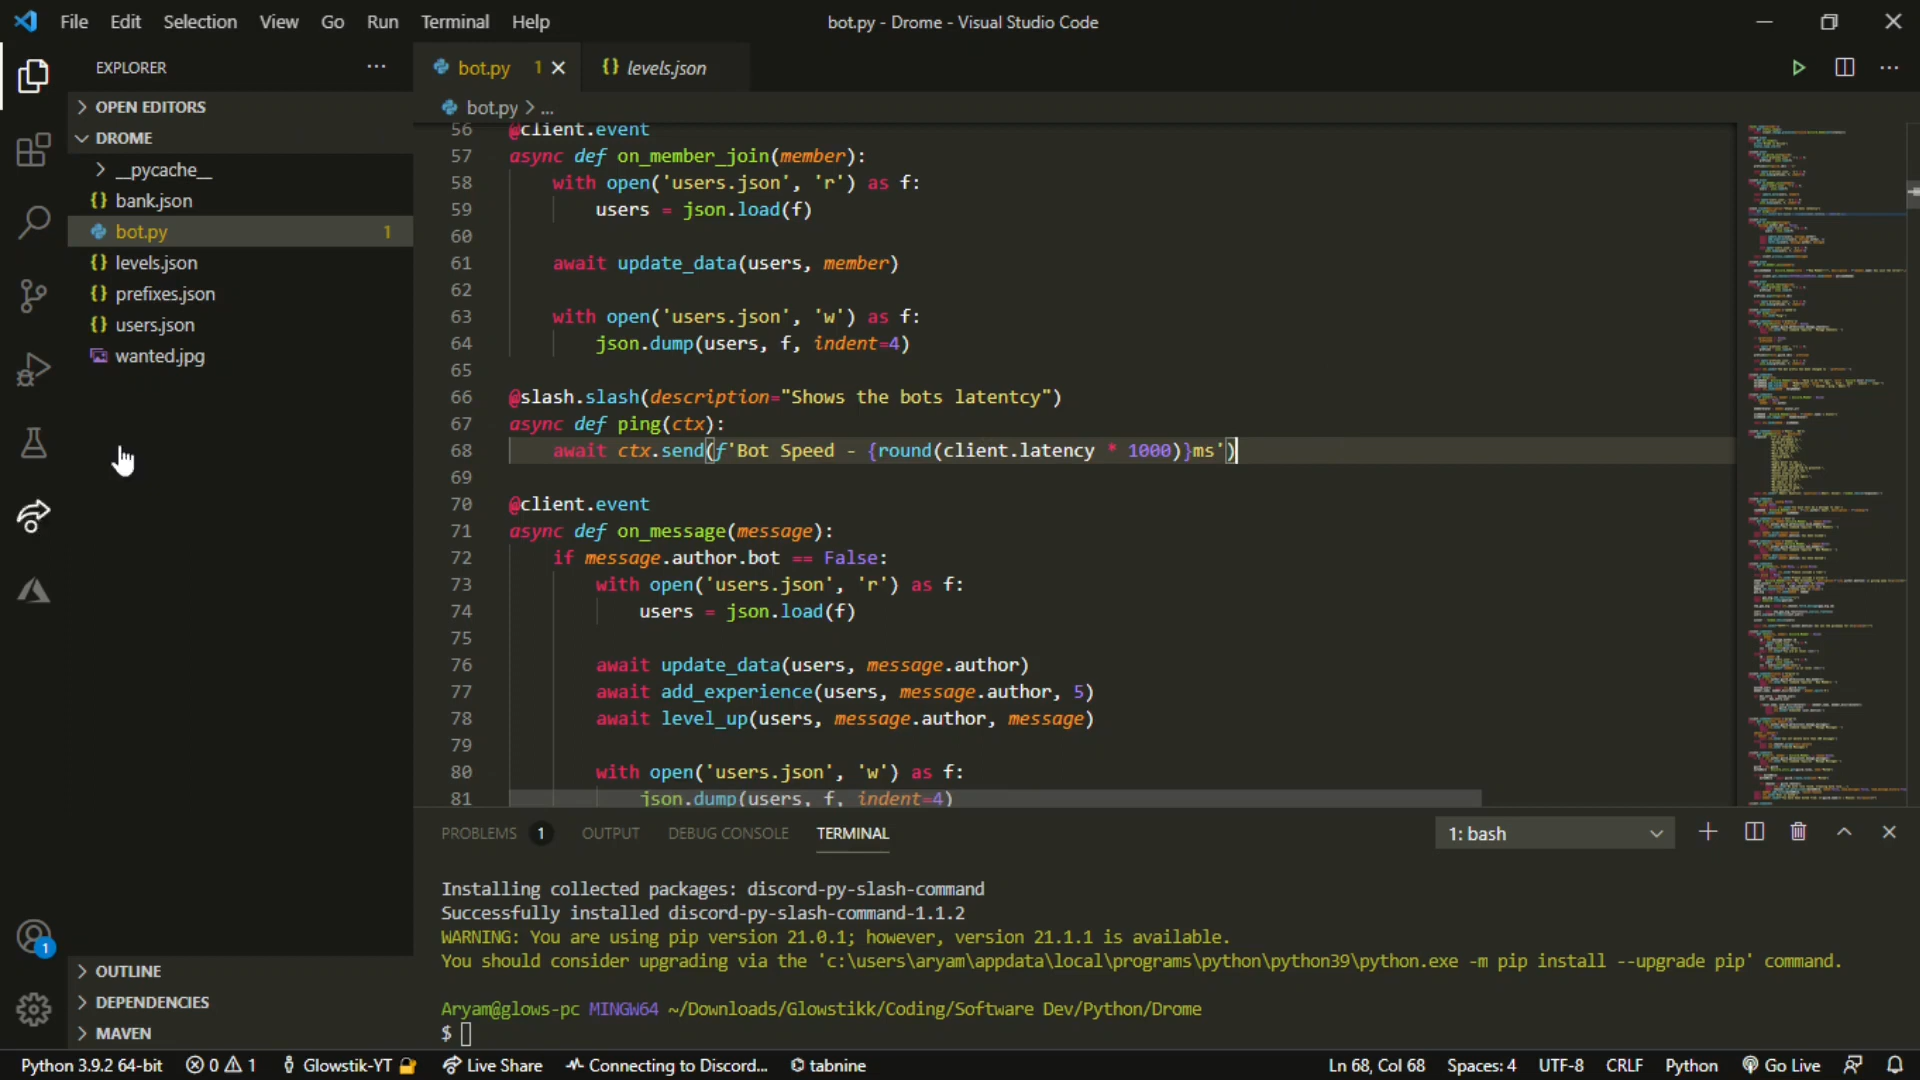 File Edit Selection View Go Run Terminal Help
bot.py - Drome - Visual Studio Code
EXPLORER
OPEN EDITORS
DROME
__pycache__
{} bank.json
bot.py 1
{} levels.json
{} prefixes.json
{} users.json
wanted.jpg
OUTLINE
DEPENDENCIES
MAVEN
1
bot.py 1
{} levels.json
bot.py > ...
56 @client.event
57 async def on_member_join(member):
58 with open('users.json', 'r') as f:
59 users = json.load(f)
60
61 await update_data(users, member)
62
63 with open('users.json', 'w') as f:
64 json.dump(users, f, indent=4)
65
66 @slash.slash(description="Shows the bots latentcy")
67 async def ping(ctx):
68 await ctx.send(f'Bot Speed - {round(client.latency * 1000)}ms')
69
70 @client.event
71 async def on_message(message):
72 if message.author.bot == False:
73 with open('users.json', 'r') as f:
74 users = json.load(f)
75
76 await update_data(users, message.author)
77 await add_experience(users, message.author, 5)
78 await level_up(users, message.author, message)
79
80 with open('users.json', 'w') as f:
81 json.dump(users, f, indent=4)
PROBLEMS 1 OUTPUT DEBUG CONSOLE TERMINAL
1: bash
Installing collected packages: discord-py-slash-command
Successfully installed discord-py-slash-command-1.1.2
WARNING: You are using pip version 21.0.1; however, version 21.1.1 is available.
You should consider upgrading via the 'c:\users\aryam\appdata\local\programs\python\python39\python.exe -m pip install --upgrade pip' command.
Aryam@glows-pc MINGW64 ~/Downloads/Glowstikk/Coding/Software Dev/Python/Drome
$
Python 3.9.2 64-bit 0 1 Glowstik-YT Live Share Connecting to Discord... tabnine
Ln 68, Col 68 Spaces: 4 UTF-8 CRLF Python Go Live